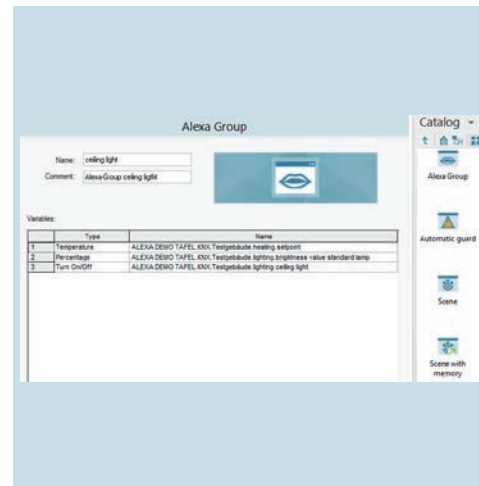 Alexa Group
Catalog
Name: ceiling light
Comment: Alexa-Group ceiling light
Alexa Group
Variables:
Type Name
1 Temperature ALEXA DEMO TAFEL.KNX.Testgebäude.heating.setpoint
2 Percentage ALEXA DEMO TAFEL.KNX.Testgebäude.lighting.brightness value standard lamp
3 Turn On/Off ALEXA DEMO TAFEL.KNX.Testgebäude.lighting ceiling light
Automatic guard
Scene
Scene with
memory